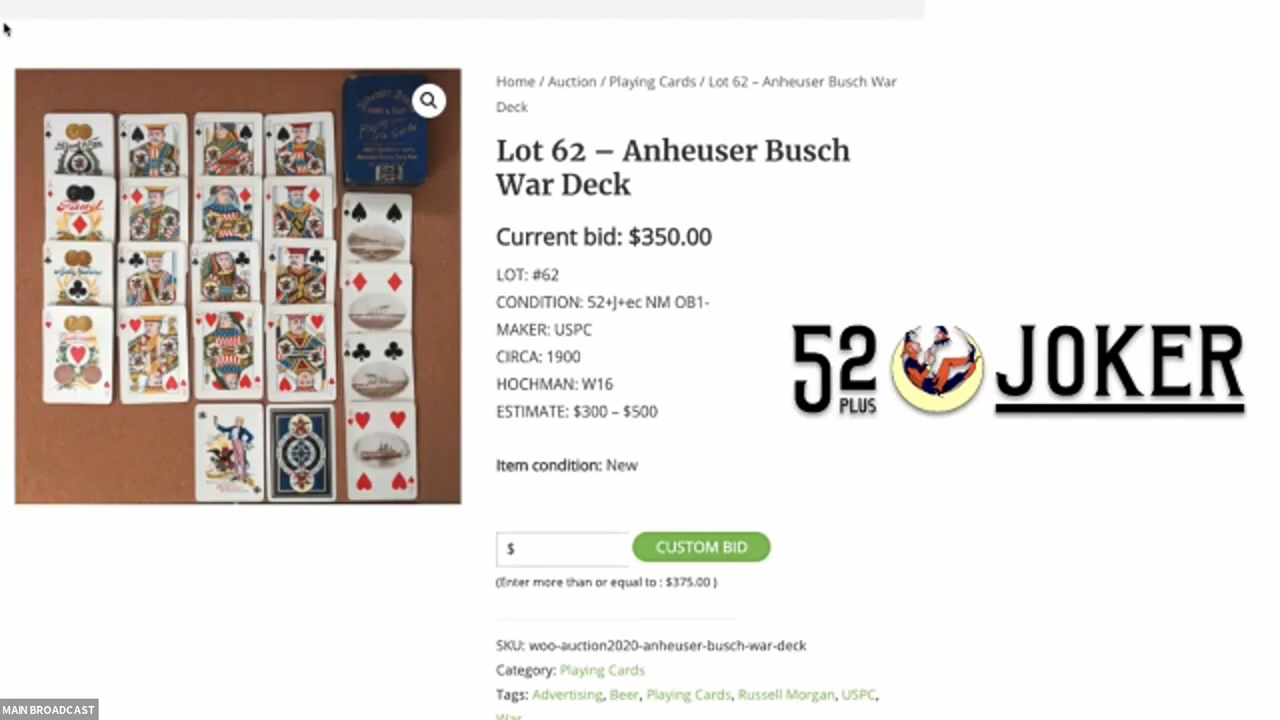 Home / Auction / Playing Cards / Lot 62 – Anheuser Busch War
Deck
Lot 62 – Anheuser Busch
War Deck
Current bid: $350.00
LOT: #62
CONDITION: 52+J+ec NM OB1-
MAKER: USPC
CIRCA: 1900
HOCHMAN: W16
ESTIMATE: $300 – $500
Item condition: New
$
CUSTOM BID
(Enter more than or equal to : $375.00 )
SKU: woo-auction2020-anheuser-busch-war-deck
Category: Playing Cards
Tags: Advertising, Beer, Playing Cards, Russell Morgan, USPC,
War
52 PLUS JOKER
MAIN BROADCAST